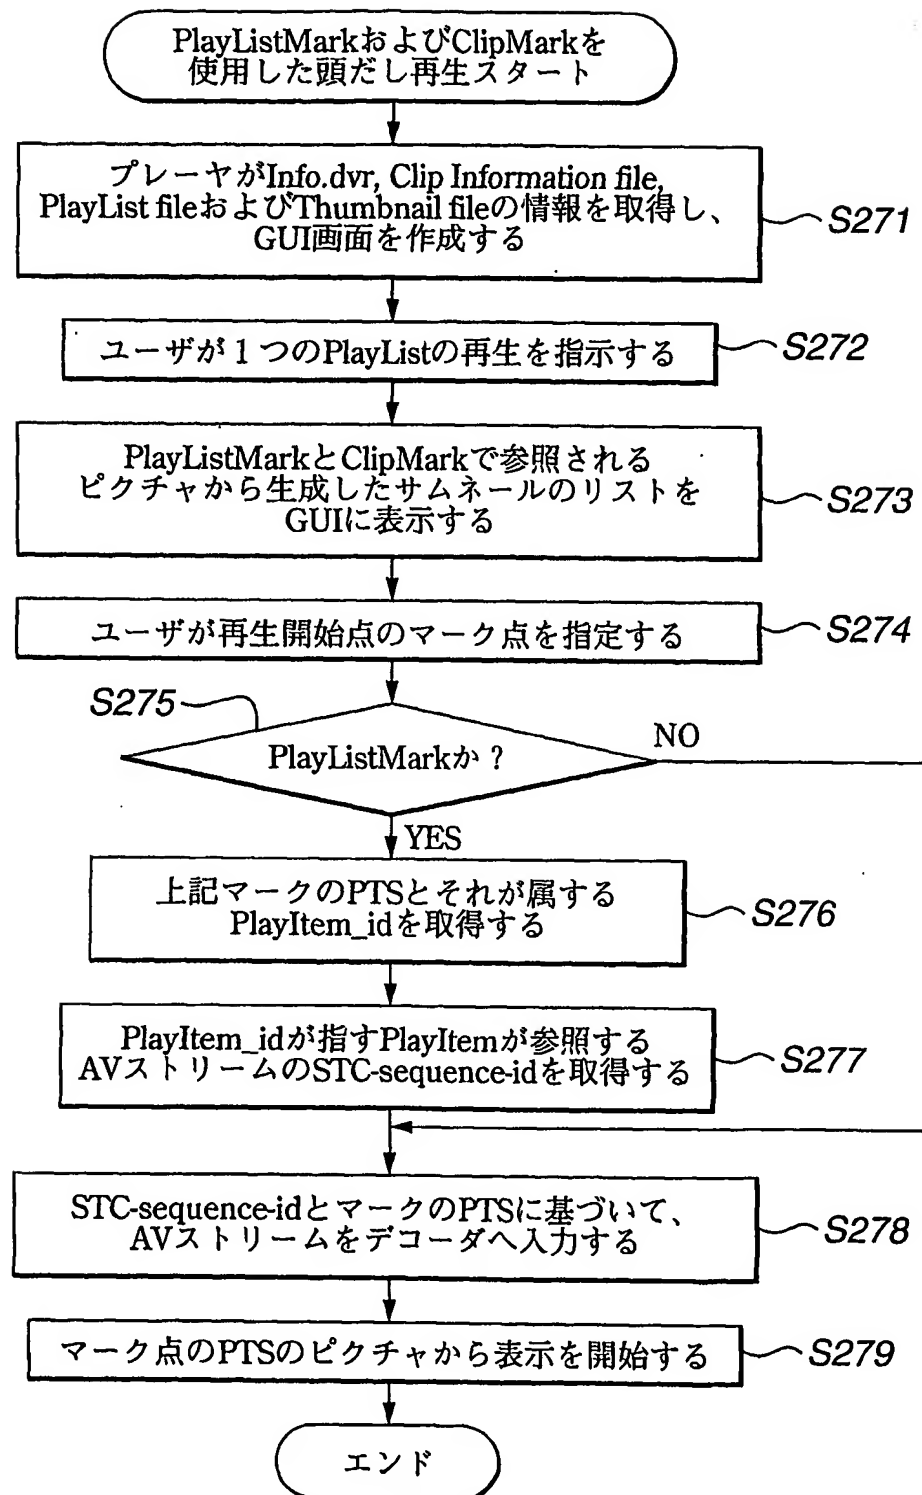 PlayListMarkおよびClipMarkを
使用した頭だし再生スタート
プレーヤがInfo.dvr, Clip Information file,
PlayList fileおよびThumbnail fileの情報を取得し、
GUI画面を作成する
S271
ユーザが1つのPlayListの再生を指示する
S272
PlayListMarkとClipMarkで参照される
ピクチャから生成したサムネールのリストを
GUIに表示する
S273
ユーザが再生開始点のマーク点を指定する
S274
S275
PlayListMarkか？
NO
YES
上記マークのPTSとそれが属する
PlayItem_idを取得する
S276
PlayItem_idが指すPlayItemが参照する
AVストリームのSTC-sequence-idを取得する
S277
STC-sequence-idとマークのPTSに基づいて、
AVストリームをデコーダへ入力する
S278
マーク点のPTSのピクチャから表示を開始する
S279
エンド